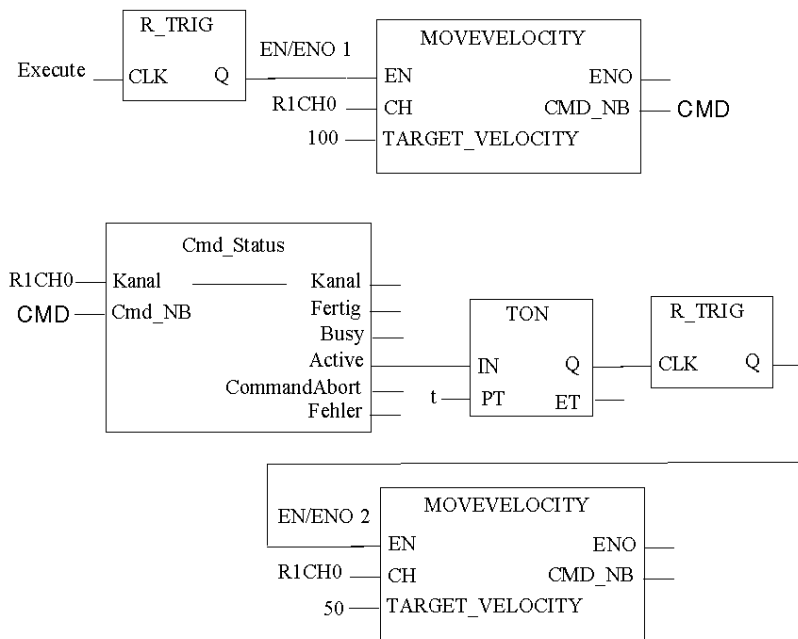 R_TRIG
EN/ENO 1
MOVEVELOCITY
Execute
CLK Q
EN ENO
R1CH0 CH CMD_NB CMD
100 TARGET_VELOCITY
Cmd_Status
R1CH0 Kanal Kanal
CMD Cmd_NB Fertig
Busy
TON
R_TRIG
Active
IN Q
CLK Q
CommandAbort
t PT ET
Fehler
EN/ENO 2
MOVEVELOCITY
EN ENO
R1CH0 CH CMD_NB
50 TARGET_VELOCITY